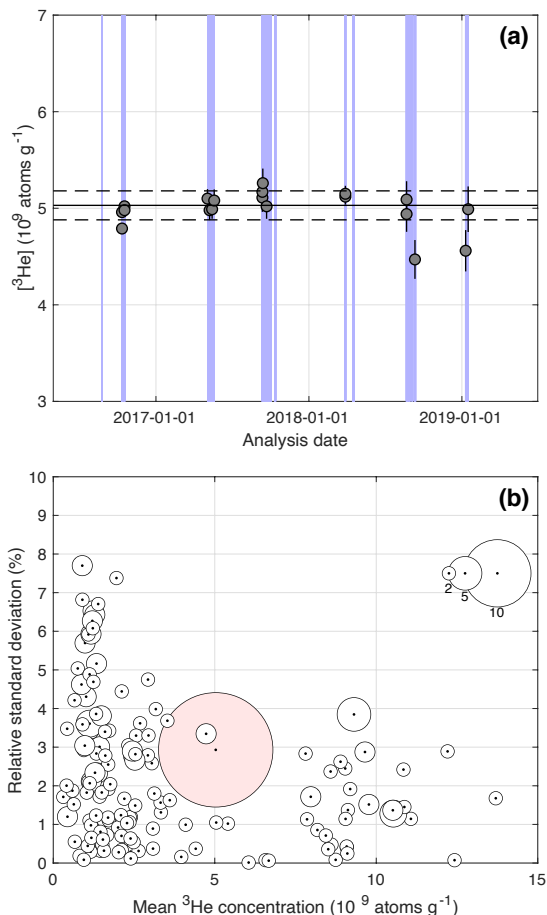 (a)
7
6
5
4
3
[³He] (10⁹ atoms g⁻¹)
2017-01-01 2018-01-01 2019-01-01
Analysis date
(b)
10
9
8
7
6
5
4
3
2
1
0
Relative standard deviation (%)
2 5
10
0 5 10 15
Mean ³He concentration (10 ⁹ atoms g⁻¹)